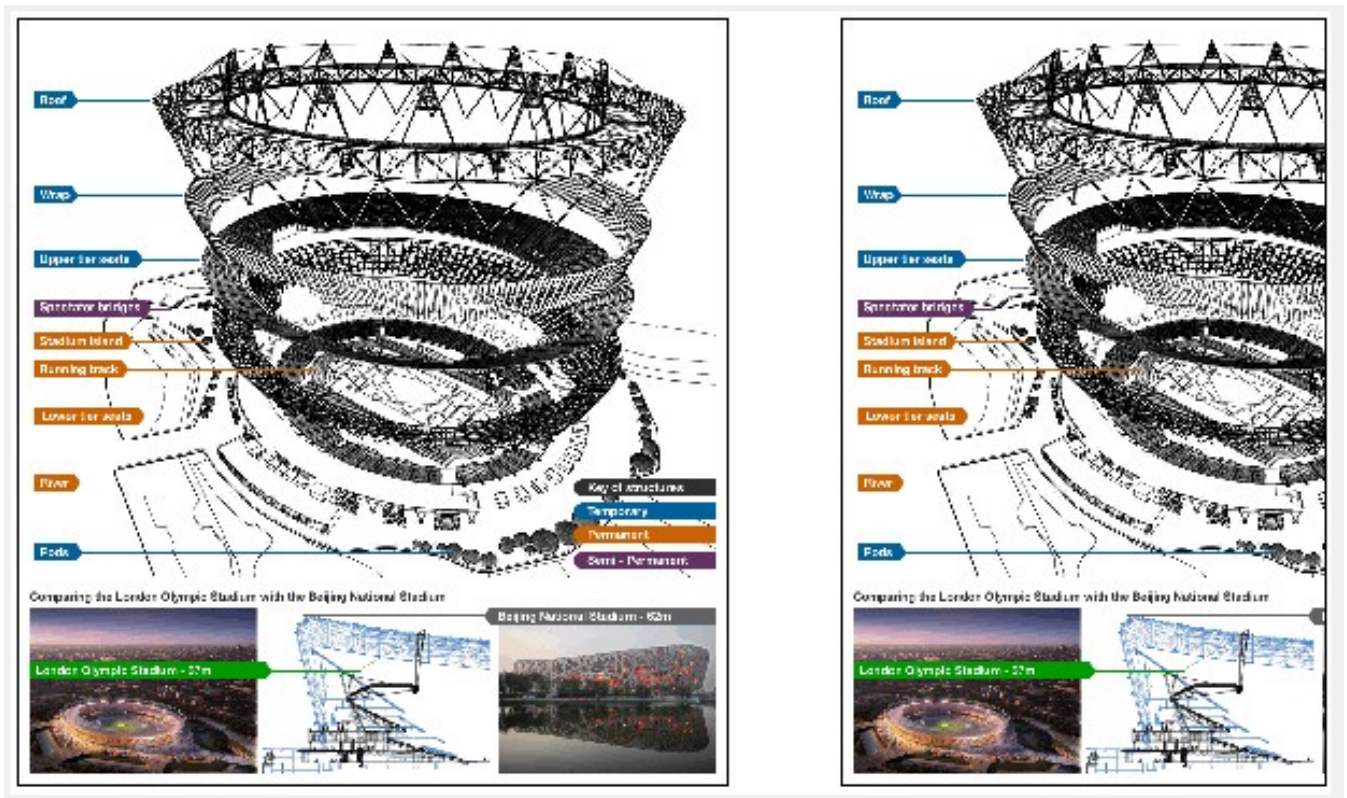 Roof
Wrap
Upper tier seats
Spectator bridges
Stadium Island
Running track
Lower tier seats
River
Pods
Key of structures
Temporary
Permanent
Semi - Permanent
Comparing the London Olympic Stadium with the Beijing National Stadium
Beijing National Stadium - 62m
London Olympic Stadium - 37m
Roof
Wrap
Upper tier seats
Spectator bridges
Stadium Island
Running track
Lower tier seats
River
Pods
Comparing the London Olympic Stadium with the Beijing National Stadium
London Olympic Stadium - 37m